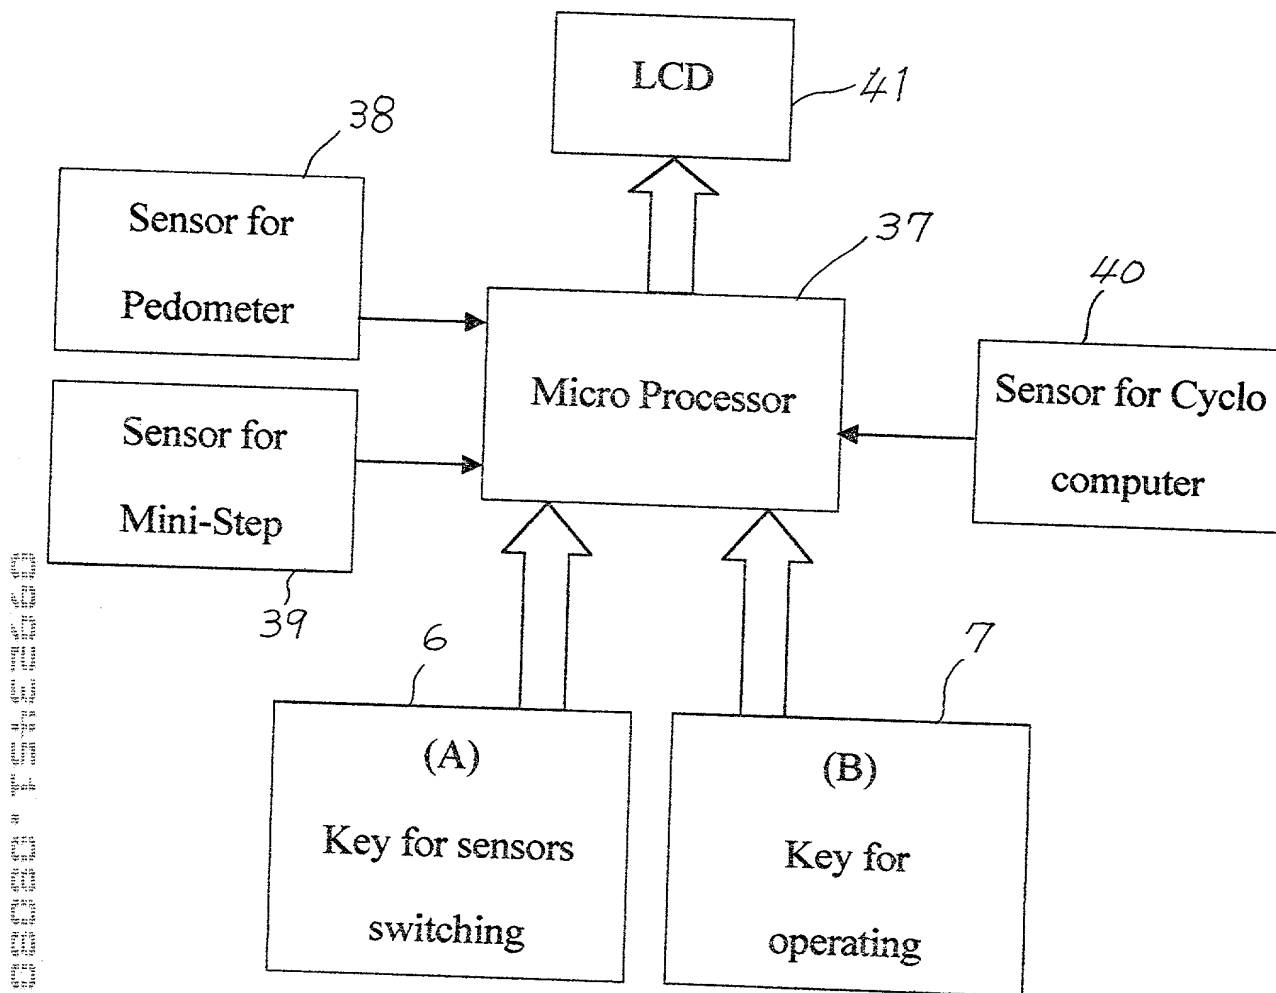 LCD
41
38
Sensor for
Pedometer
37
40
Micro Processor
Sensor for Cyclo
computer
Sensor for
Mini-Step
39
6
7
(A)
Key for sensors
switching
(B)
Key for
operating